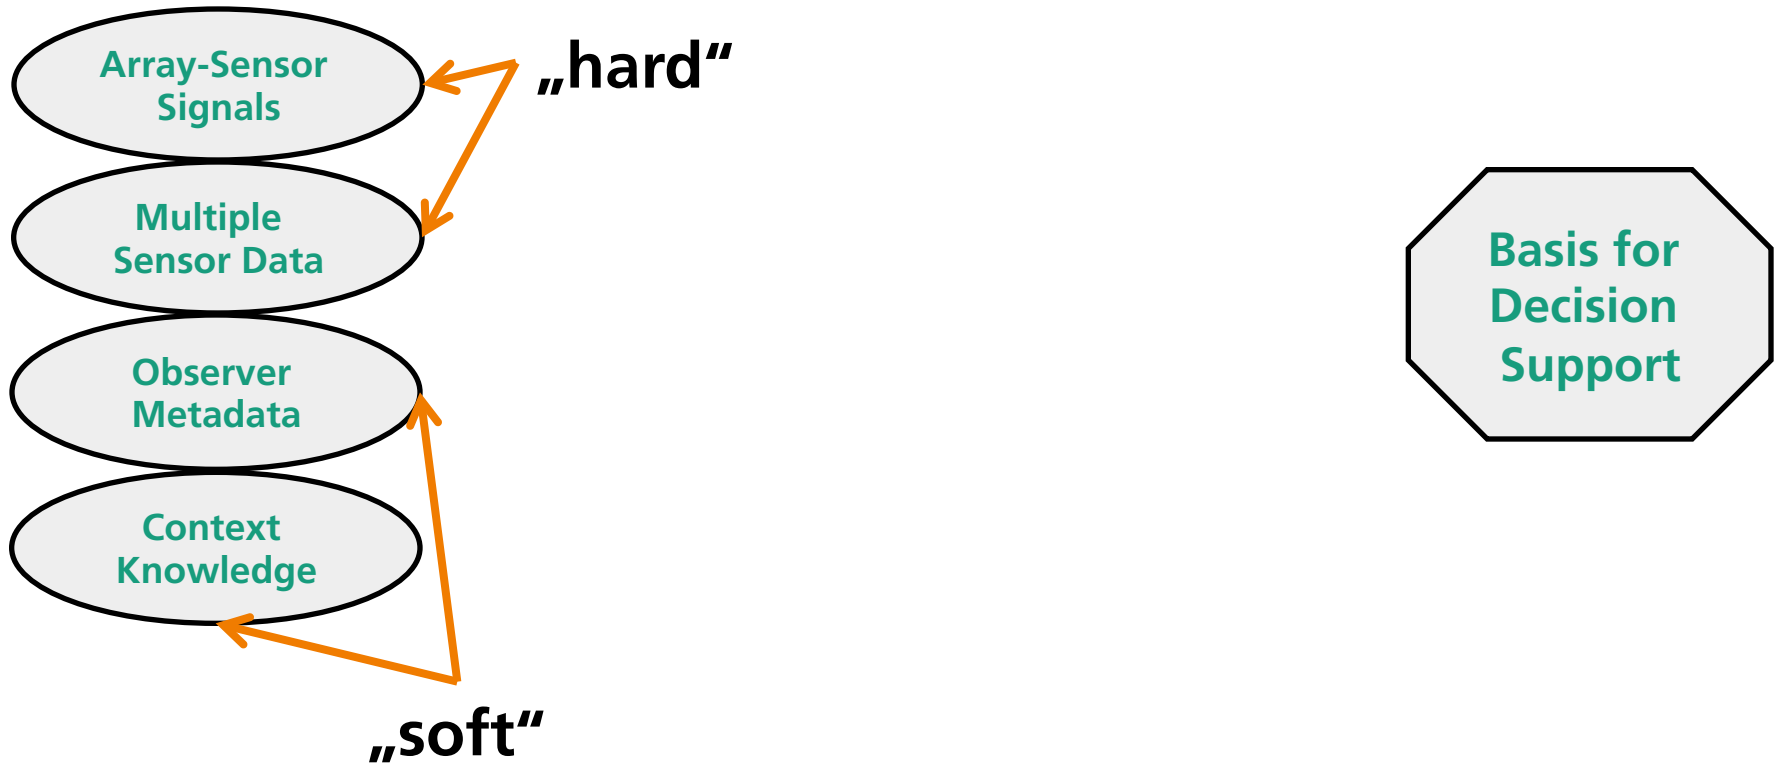 Array-Sensor
Signals
„hard“
Multiple
Sensor Data
Observer
Metadata
Context
Knowledge
„soft“
Basis for
Decision
Support